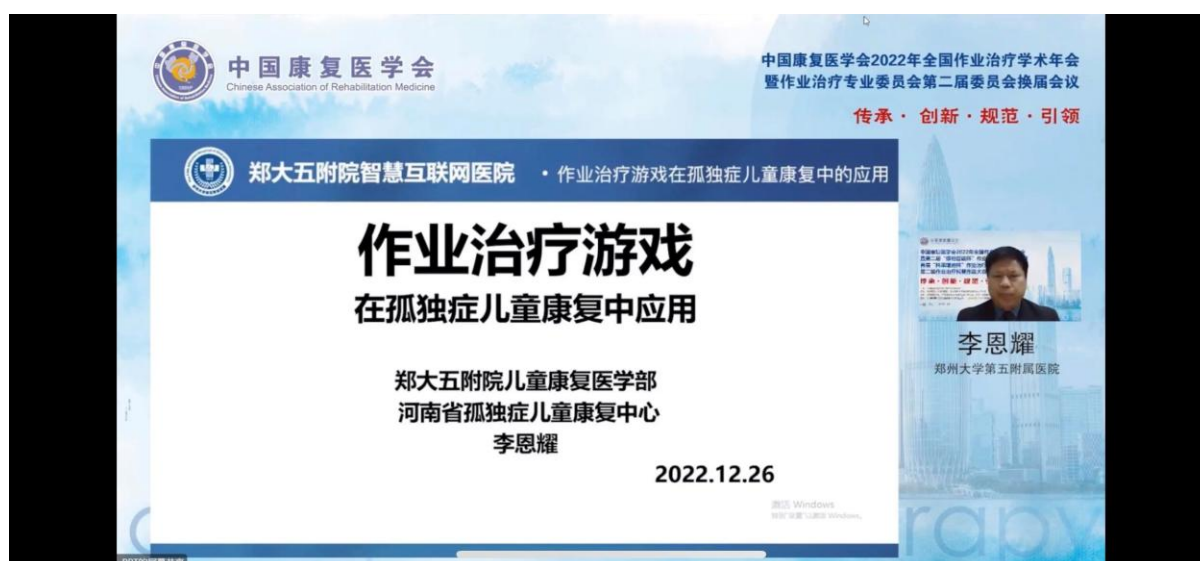 中国康复医学会
Chinese Association of Rehabilitation Medicine
中国康复医学会2022年全国作业治疗学术年会
暨作业治疗专业委员会第二届委员会换届会议
传承 · 创新 · 规范 · 引领
郑大五附院智慧互联网医院 · 作业治疗游戏在孤独症儿童康复中的应用
作业治疗游戏
在孤独症儿童康复中应用
郑大五附院儿童康复医学部
河南省孤独症儿童康复中心
李恩耀
2022.12.26
激活 Windows
李恩耀
郑州大学第五附属医院